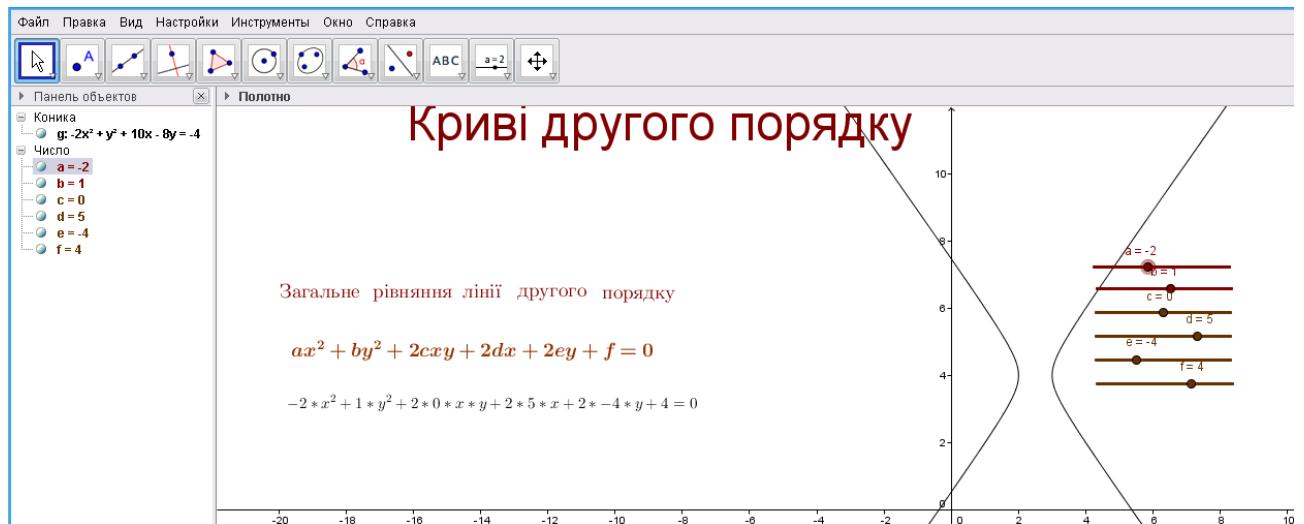 Файл Правка Вид Настройки Инструменты Окно Справка
A α ABC a=2
Панель объектов
Полотно
Коника
g: -2x² + y² + 10x - 8y = -4
Число
a = -2
b = 1
c = 0
d = 5
e = -4
f = 4
Криві другого порядку
Загальне рівняння лінії другого порядку
ax² + by² + 2cxy + 2dx + 2ey + f = 0
−2 * x² + 1 * y² + 2 * 0 * x * y + 2 * 5 * x + 2 * −4 * y + 4 = 0
a = -2
b = 1
c = 0
d = 5
e = -4
f = 4
10
8
6
4
2
0
-20 -18 -16 -14 -12 -10 -8 -6 -4 -2 0 2 4 6 8 10